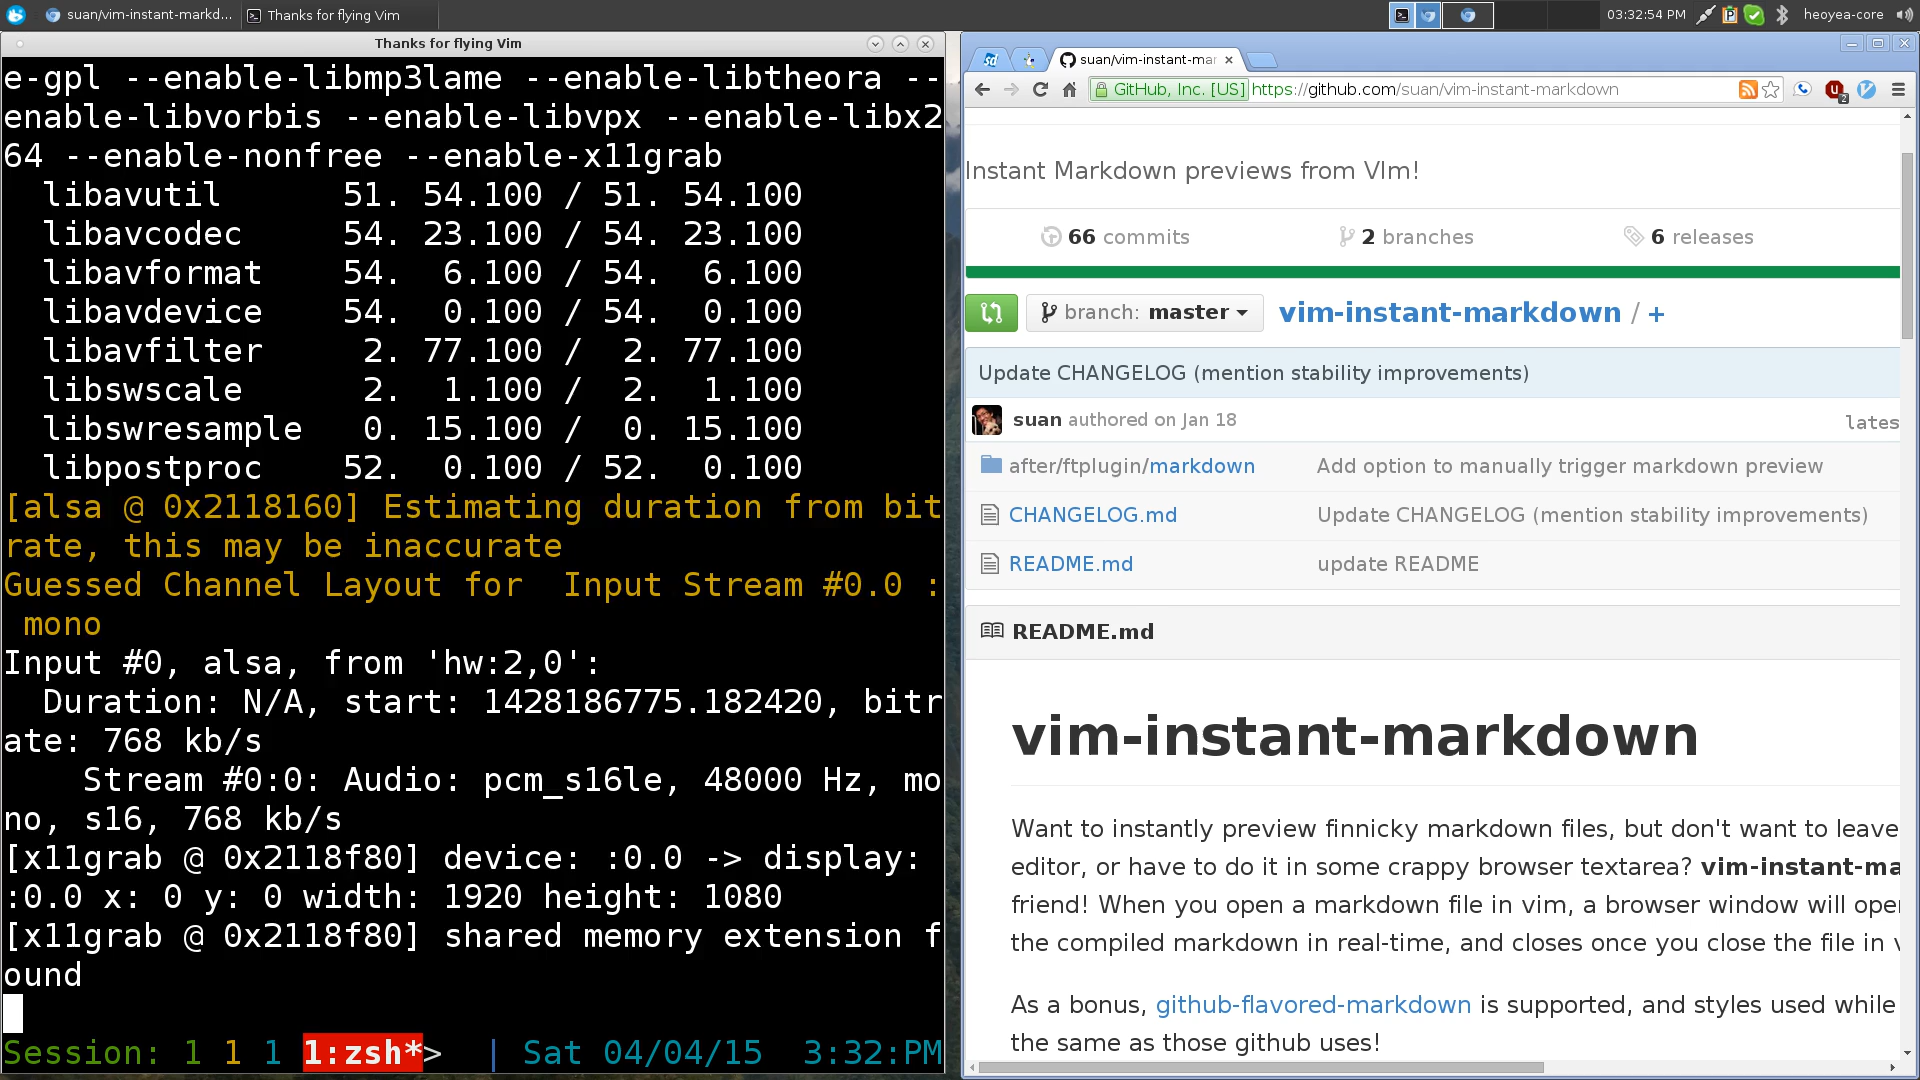 suan/vim-instant-markd...
Thanks for flying Vim
03:32:54 PM
heoyea-core
Thanks for flying Vim
e-gpl --enable-libmp3lame --enable-libtheora --
enable-libvorbis --enable-libvpx --enable-libx2
64 --enable-nonfree --enable-x11grab
libavutil 51. 54.100 / 51. 54.100
libavcodec 54. 23.100 / 54. 23.100
libavformat 54. 6.100 / 54. 6.100
libavdevice 54. 0.100 / 54. 0.100
libavfilter 2. 77.100 / 2. 77.100
libswscale 2. 1.100 / 2. 1.100
libswresample 0. 15.100 / 0. 15.100
libpostproc 52. 0.100 / 52. 0.100
[alsa @ 0x2118160] Estimating duration from bit
rate, this may be inaccurate
Guessed Channel Layout for  Input Stream #0.0 :
mono
Input #0, alsa, from 'hw:2,0':
Duration: N/A, start: 1428186775.182420, bitr
ate: 768 kb/s
Stream #0:0: Audio: pcm_s16le, 48000 Hz, mo
no, s16, 768 kb/s
[x11grab @ 0x2118f80] device: :0.0 -> display:
:0.0 x: 0 y: 0 width: 1920 height: 1080
[x11grab @ 0x2118f80] shared memory extension f
ound
Session: 1 1 1 1:zsh*> | Sat 04/04/15 3:32:PM
suan/vim-instant-mar
GitHub, Inc. [US] https://github.com/suan/vim-instant-markdown
2
Instant Markdown previews from VIm!
66 commits 2 branches 6 releases
branch: master vim-instant-markdown / +
Update CHANGELOG (mention stability improvements)
suan authored on Jan 18 lates
after/ftplugin/markdown Add option to manually trigger markdown preview
CHANGELOG.md Update CHANGELOG (mention stability improvements)
README.md update README
README.md
vim-instant-markdown
Want to instantly preview finnicky markdown files, but don't want to leave
editor, or have to do it in some crappy browser textarea? vim-instant-ma
friend! When you open a markdown file in vim, a browser window will ope
the compiled markdown in real-time, and closes once you close the file in v
As a bonus, github-flavored-markdown is supported, and styles used while
the same as those github uses!